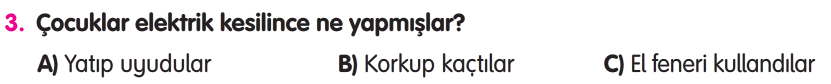 3. Çocuklar elektrik kesilince ne yapmışlar?
A) Yatıp uyudular B) Korkup kaçtılar C) El feneri kullandılar